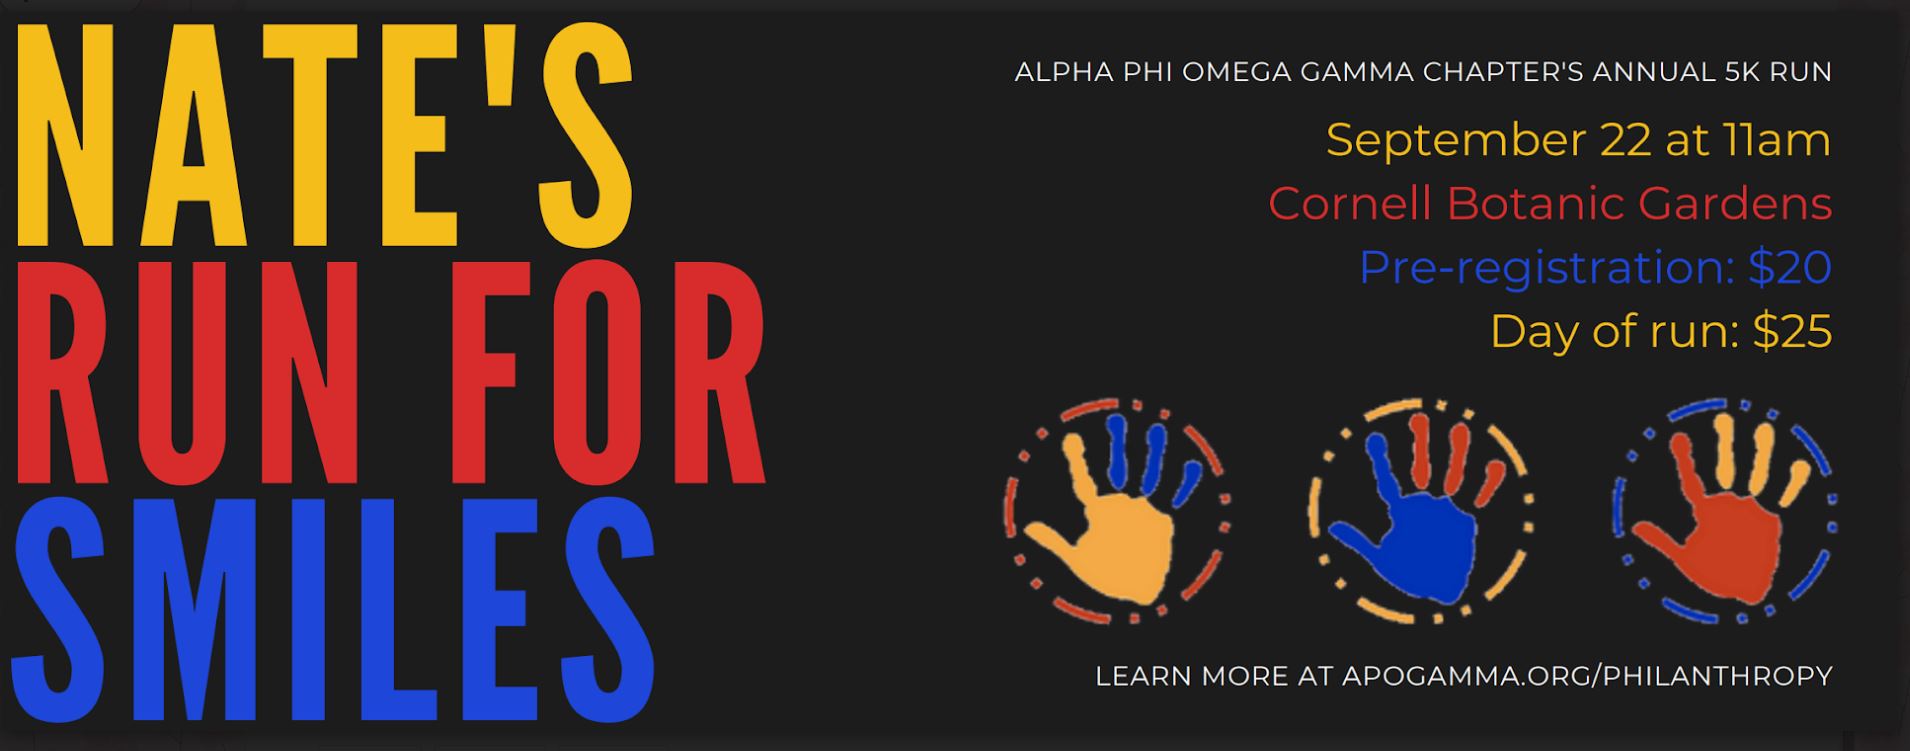 NATE'S
RUN FOR
SMILES
ALPHA PHI OMEGA GAMMA CHAPTER'S ANNUAL 5K RUN
September 22 at 11am
Cornell Botanic Gardens
Pre-registration: $20
Day of run: $25
LEARN MORE AT APOGAMMA.ORG/PHILANTHROPY